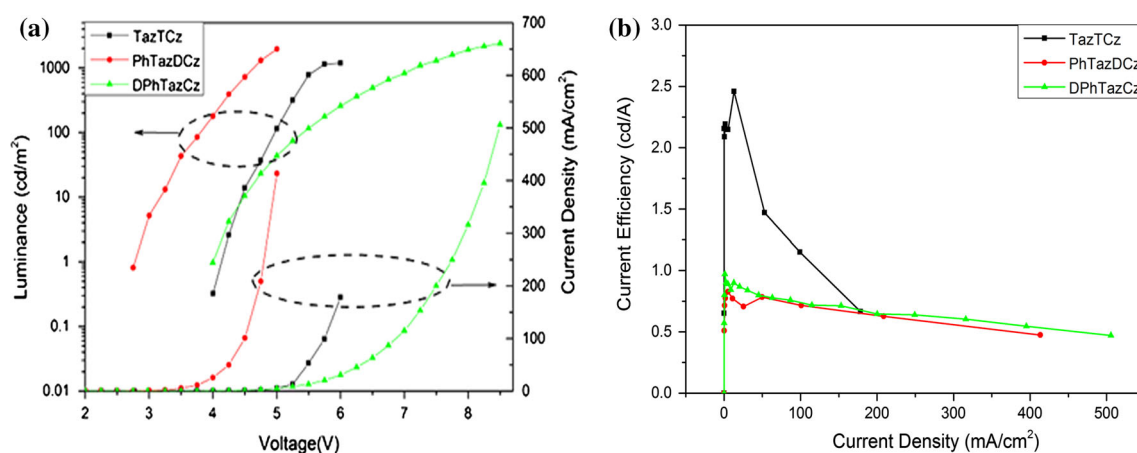 (a)
TazTCz
PhTazDCz
DPhTazCz
Luminance (cd/m²)
1000
100
10
1
0.1
0.01
2 3 4 5 6 7 8
Voltage(V)
700
600
500
400
300
200
100
0
Current Density (mA/cm²)
(b)
TazTCz
PhTazDCz
DPhTazCz
Current Efficiency (cd/A)
3.0
2.5
2.0
1.5
1.0
0.5
0.0
0 100 200 300 400 500
Current Density (mA/cm²)